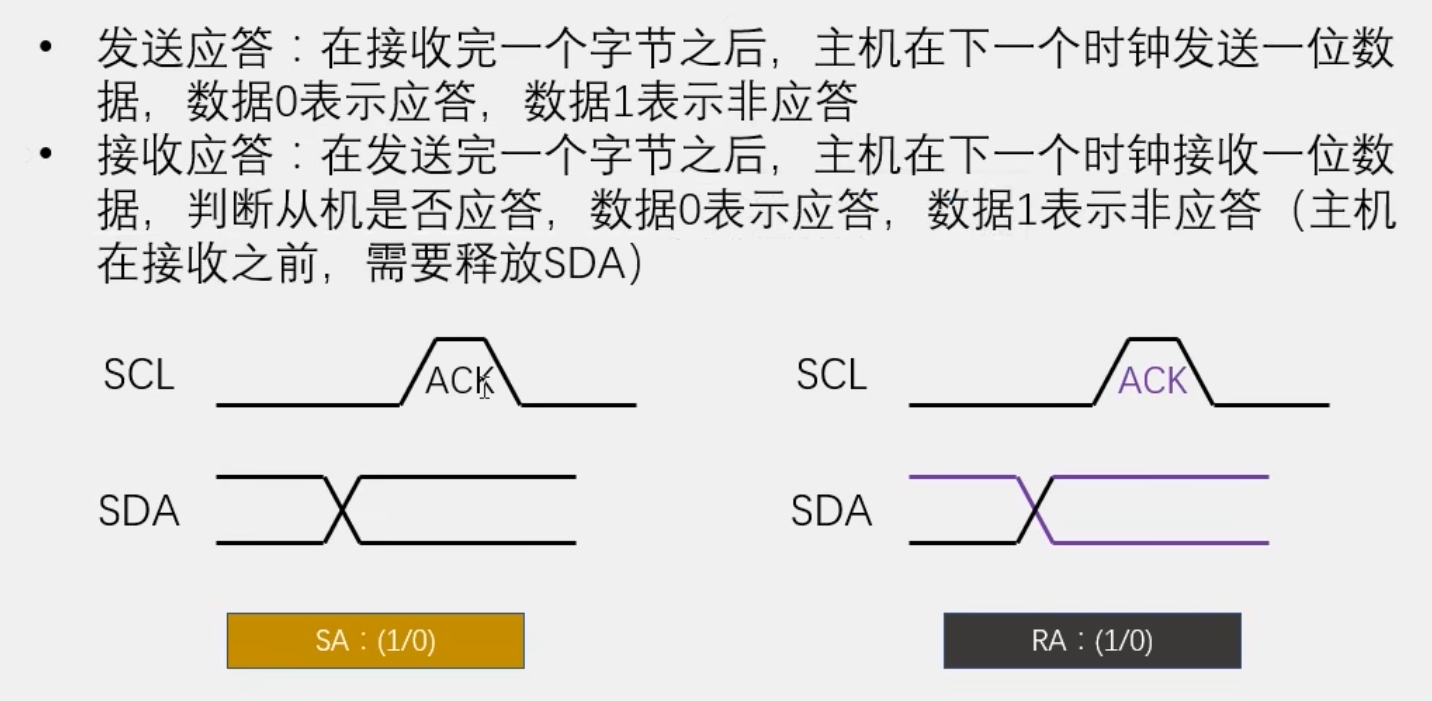 • 发送应答：在接收完一个字节之后，主机在下一个时钟发送一位数
据，数据0表示应答，数据1表示非应答
• 接收应答：在发送完一个字节之后，主机在下一个时钟接收一位数
据，判断从机是否应答，数据0表示应答，数据1表示非应答（主机
在接收之前，需要释放SDA）
SCL
ACK
SCL
ACK
SDA
SDA
SA：(1/0)
RA：(1/0)